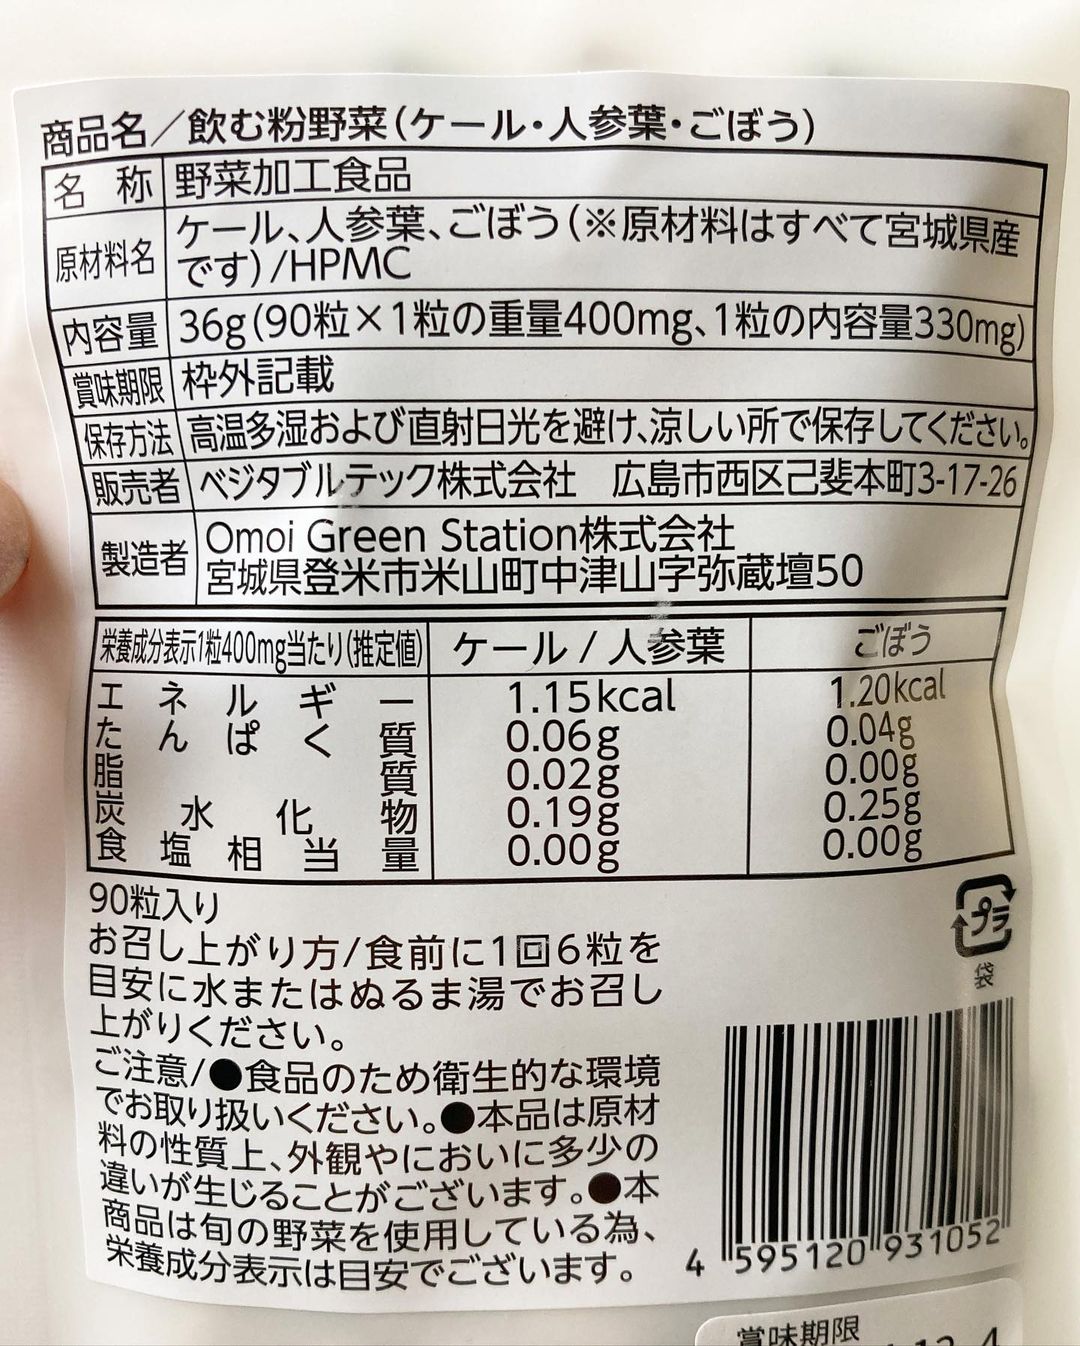 商品名/飲む粉野菜(ケール・人参葉・ごぼう)
名 称 野菜加工食品
原材料名 ケール、人参葉、ごぼう(※原材料はすべて宮城県産
です)/HPMC
内容量 36g(90粒×1粒の重量400mg、1粒の内容量330mg)
賞味期限 枠外記載
保存方法 高温多湿および直射日光を避け、涼しい所で保存してください。
販売者 ベジタブルテック株式会社 広島市西区己斐本町3-17-26
製造者 Omoi Green Station株式会社
宮城県登米市米山町中津山字弥蔵壇50
栄養成分表示1粒400mg当たり(推定値) ケール / 人参葉 ごぼう
エネルギー 1.15kcal 1.20kcal
たんぱく質 0.06g 0.04g
脂質 0.02g 0.00g
炭水化物 0.19g 0.25g
食塩相当量 0.00g 0.00g
90粒入り
お召し上がり方/食前に1回6粒を
目安に水またはぬるま湯でお召し
上がりください。
ご注意/●食品のため衛生的な環境
でお取り扱いください。●本品は原材
料の性質上、外観やにおいに多少の
違いが生じることがございます。●本
商品は旬の野菜を使用している為、
栄養成分表示は目安でございます。
プラ
袋
4 595120 931052
賞味期限